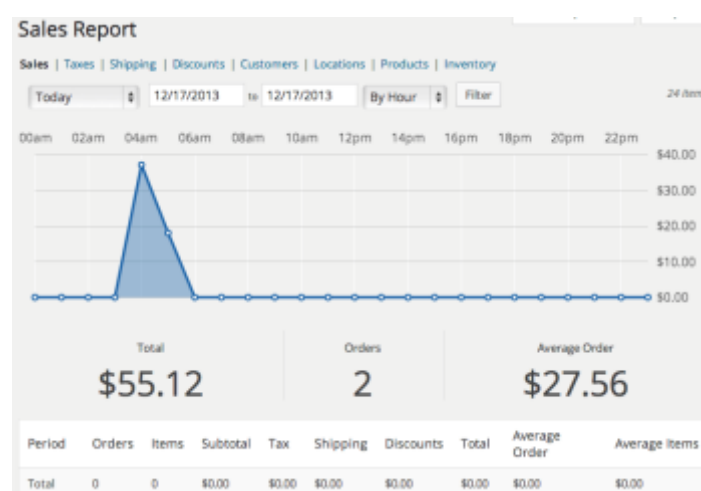 Sales Report
Sales | Taxes | Shipping | Discounts | Customers | Locations | Products | Inventory
Today 12/17/2013 to 12/17/2013 By Hour Filter 24 item
00am 02am 04am 06am 08am 10am 12pm 14pm 16pm 18pm 20pm 22pm
$40.00
$30.00
$20.00
$10.00
$0.00
Total Orders Average Order
$55.12 2 $27.56
Period Orders Items Subtotal Tax Shipping Discounts Total Average Order Average Items
Total 0 0 $0.00 $0.00 $0.00 $0.00 $0.00 $0.00 $0.00